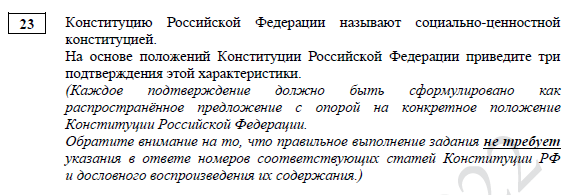 23
Конституцию Российской Федерации называют социально-ценностной
конституцией.
На основе положений Конституции Российской Федерации приведите три
подтверждения этой характеристики.
(Каждое подтверждение должно быть сформулировано как
распространённое предложение с опорой на конкретное положение
Конституции Российской Федерации.
Обратите внимание на то, что правильное выполнение задания не требует
указания в ответе номеров соответствующих статей Конституции РФ
и дословного воспроизведения их содержания.)